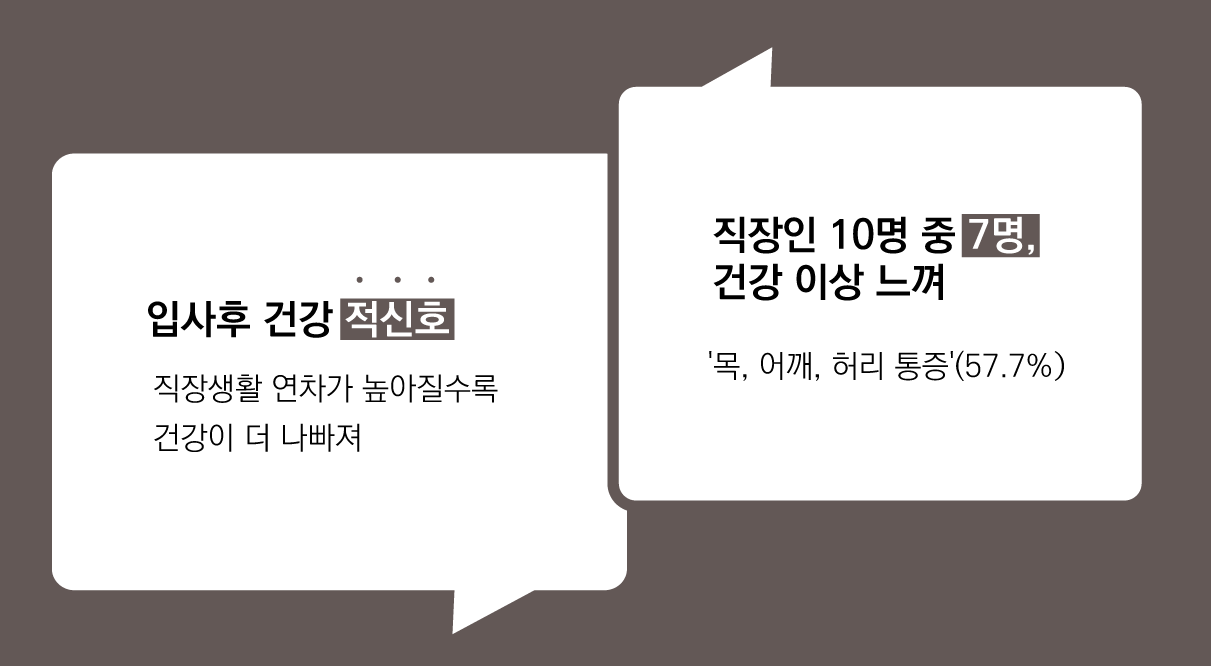 입사후 건강 적신호
직장생활 연차가 높아질수록
건강이 더 나빠져
직장인 10명 중 7명,
건강 이상 느껴
'목, 어깨, 허리 통증'(57.7%)